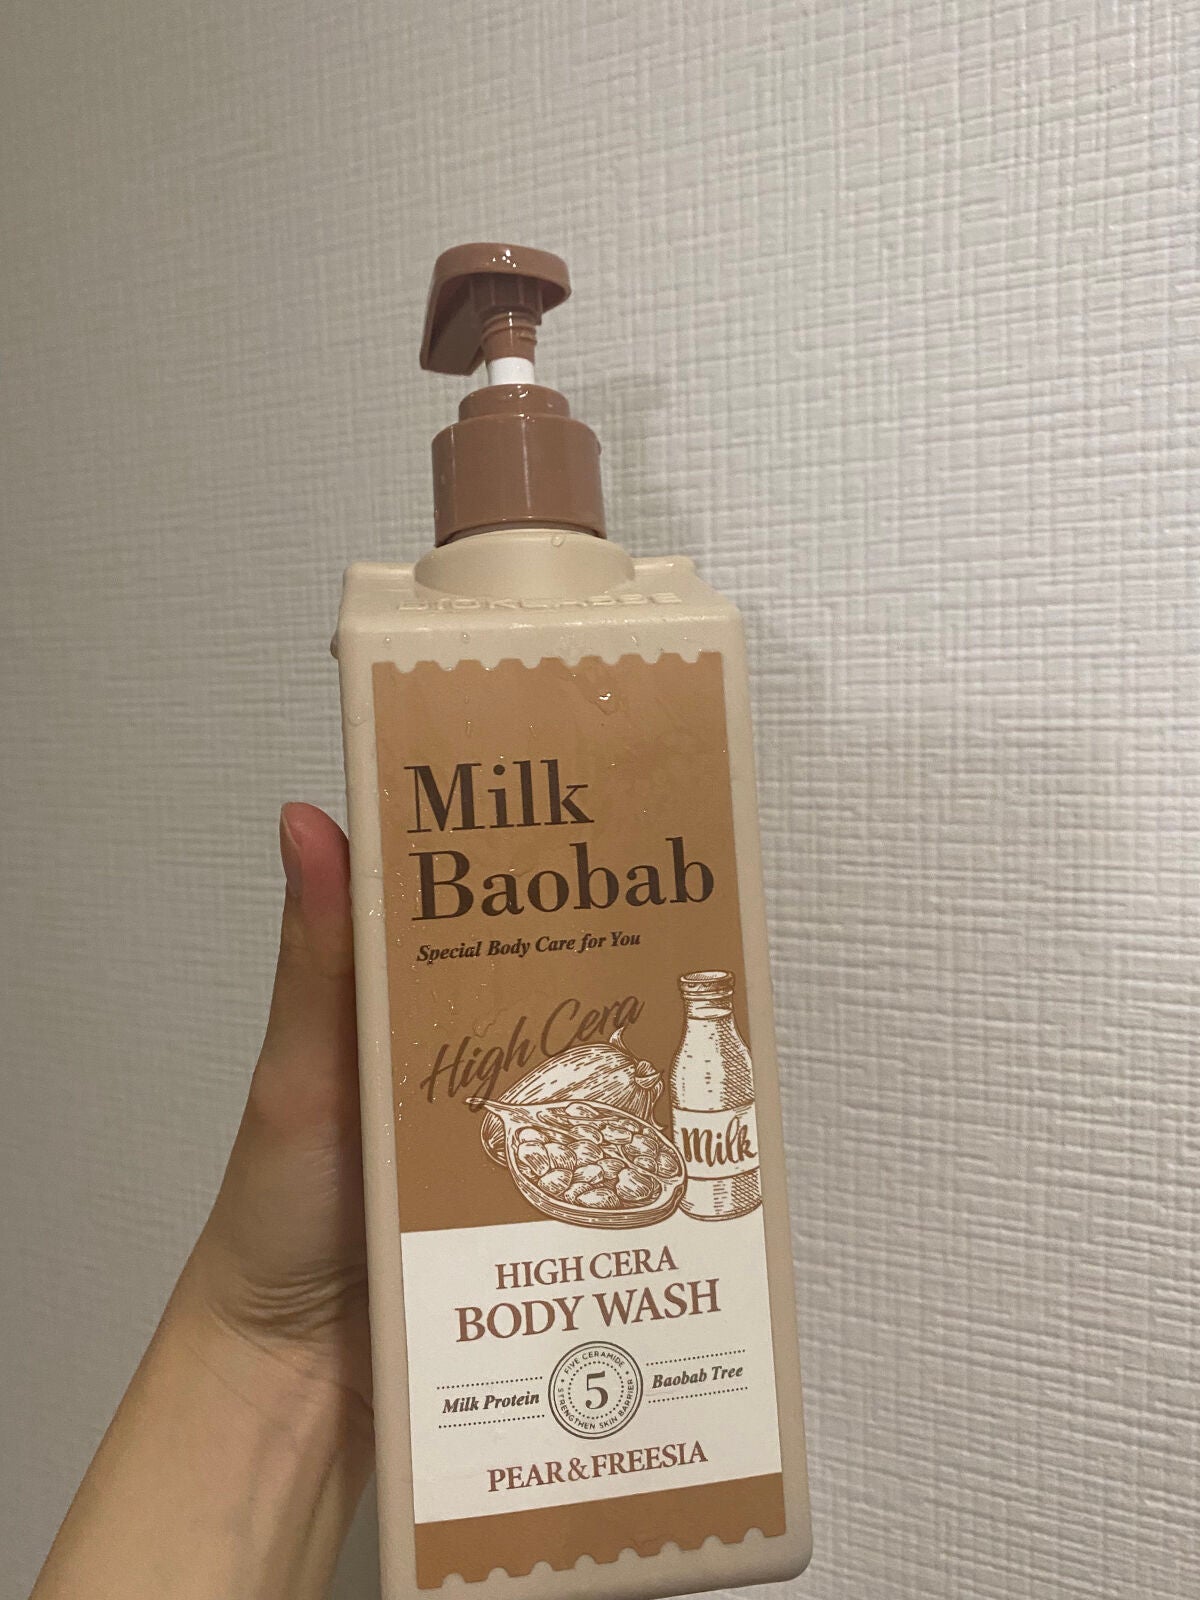 BIOKLASSE
Milk
Baobab
Special Body Care for You
High Cera
Milk
HIGH CERA
BODY WASH
Milk Protein
FIVE CERAMIDE
5
STRENGTHEN SKIN BARRIER
Baobab Tree
PEAR&FREESIA